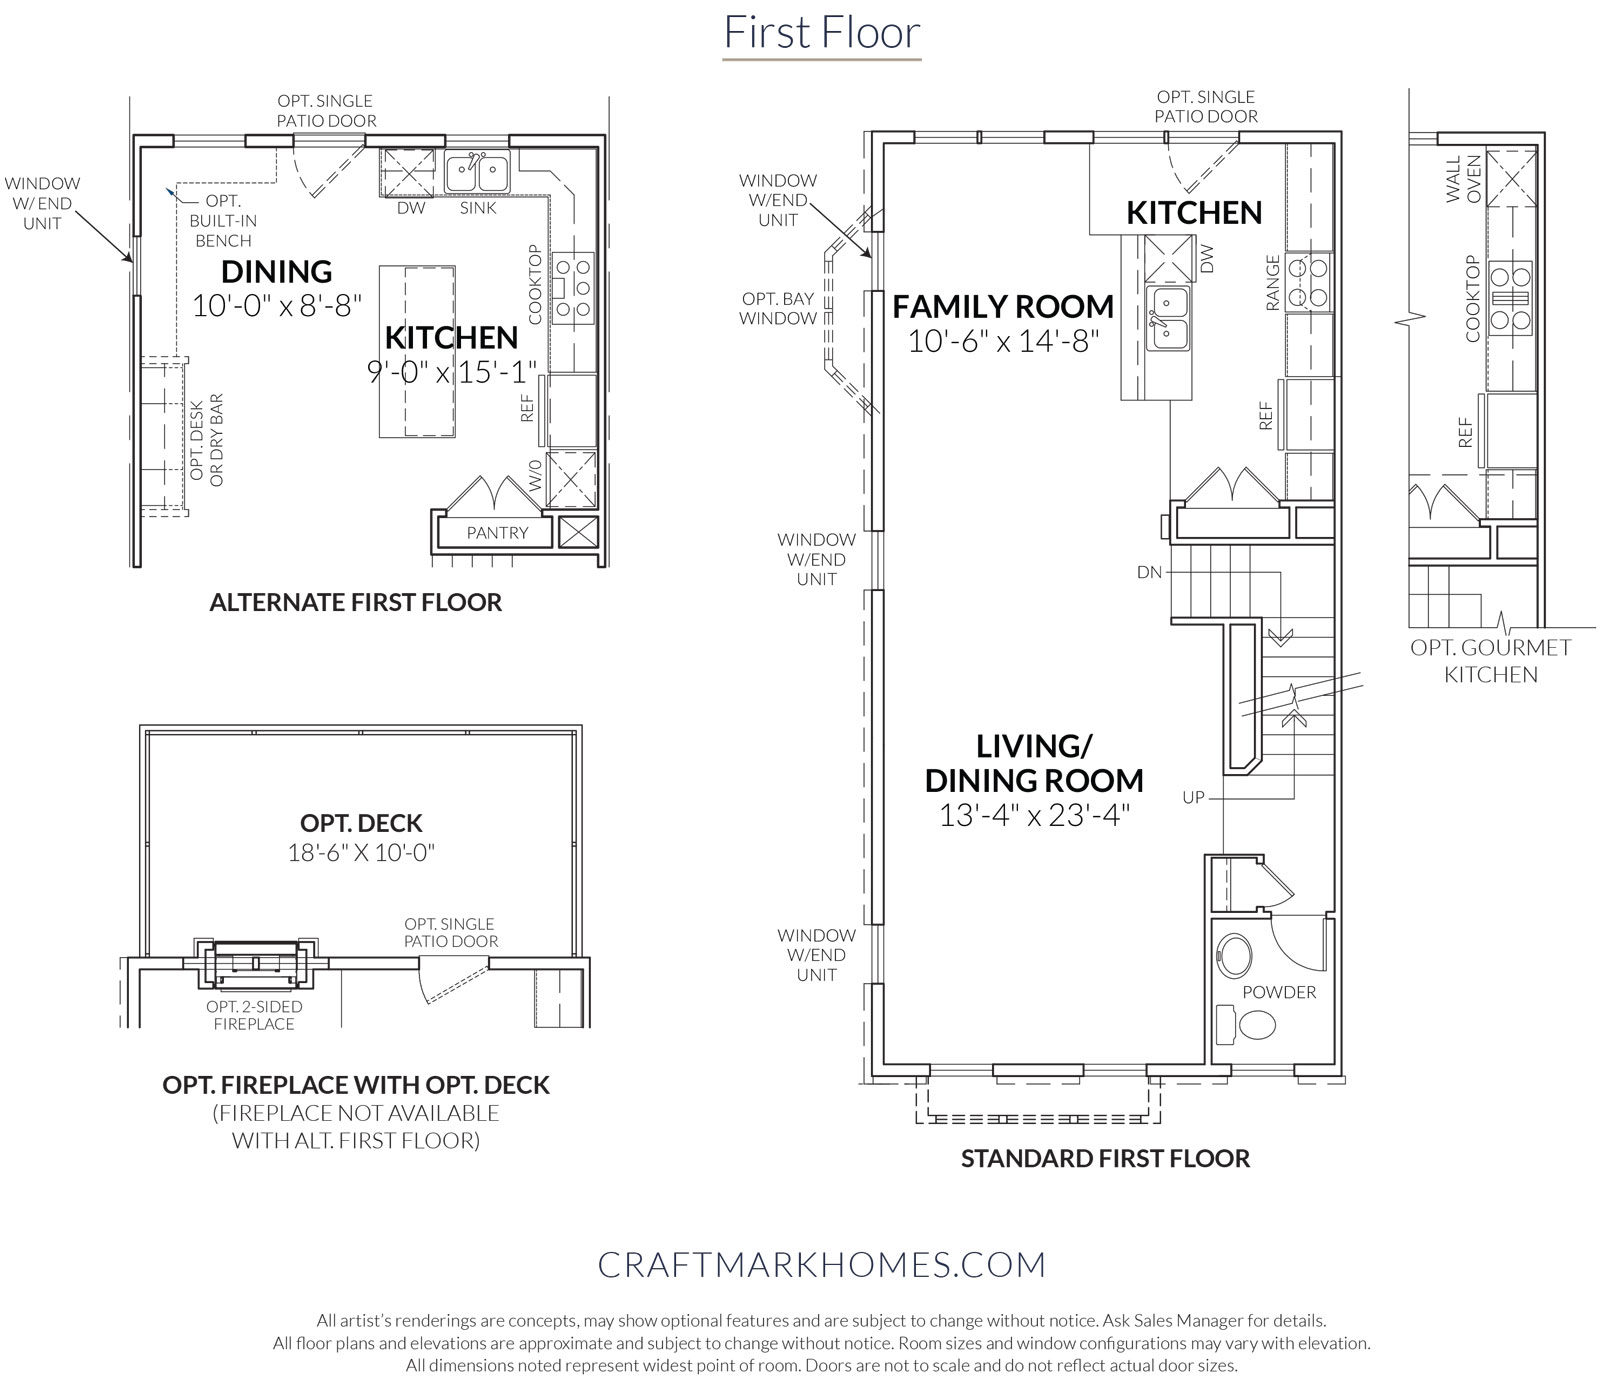 First Floor
OPT. SINGLE
PATIO DOOR
WINDOW
W/ END
UNIT
OPT.
BUILT-IN
BENCH
DW
SINK
DINING
10'-0" x 8'-8"
COOKTOP
KITCHEN
9'-0" x 15'-1"
REF
OPT. DESK
OR DRY BAR
W/0
PANTRY
ALTERNATE FIRST FLOOR
OPT. DECK
18'-6" X 10'-0"
OPT. SINGLE
PATIO DOOR
OPT. 2-SIDED
FIREPLACE
OPT. FIREPLACE WITH OPT. DECK
(FIREPLACE NOT AVAILABLE
WITH ALT. FIRST FLOOR)
OPT. SINGLE
PATIO DOOR
WINDOW
W/END
UNIT
KITCHEN
DW
RANGE
OPT. BAY
WINDOW
FAMILY ROOM
10'-6" x 14'-8"
REF
WINDOW
W/END
UNIT
DN
LIVING/
DINING ROOM
13'-4" x 23'-4"
UP
WINDOW
W/END
UNIT
POWDER
STANDARD FIRST FLOOR
WALL
OVEN
COOKTOP
REF
OPT. GOURMET
KITCHEN
CRAFTMARKHOMES.COM
All artist's renderings are concepts, may show optional features and are subject to change without notice. Ask Sales Manager for details.
All floor plans and elevations are approximate and subject to change without notice. Room sizes and window configurations may vary with elevation.
All dimensions noted represent widest point of room. Doors are not to scale and do not reflect actual door sizes.